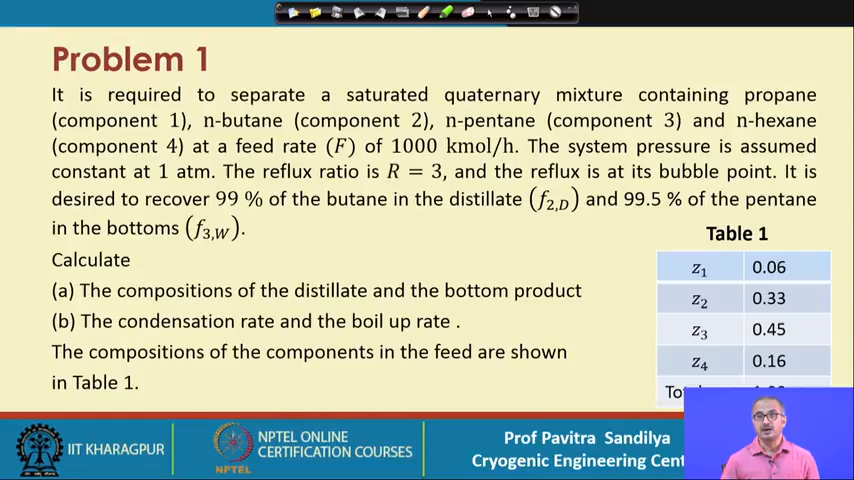 Problem 1
It is required to separate a saturated quaternary mixture containing propane
(component 1), n-butane (component 2), n-pentane (component 3) and n-hexane
(component 4) at a feed rate (F) of 1000 kmol/h. The system pressure is assumed
constant at 1 atm. The reflux ratio is R = 3, and the reflux is at its bubble point. It is
desired to recover 99 % of the butane in the distillate (f2,D) and 99.5 % of the pentane
in the bottoms (f3,W).
Calculate
(a) The compositions of the distillate and the bottom product
(b) The condensation rate and the boil up rate .
The compositions of the components in the feed are shown
in Table 1.
Table 1
z1 0.06
z2 0.33
z3 0.45
z4 0.16
IIT KHARAGPUR
NPTEL
NPTEL ONLINE
CERTIFICATION COURSES
Prof Pavitra Sandilya
Cryogenic Engineering